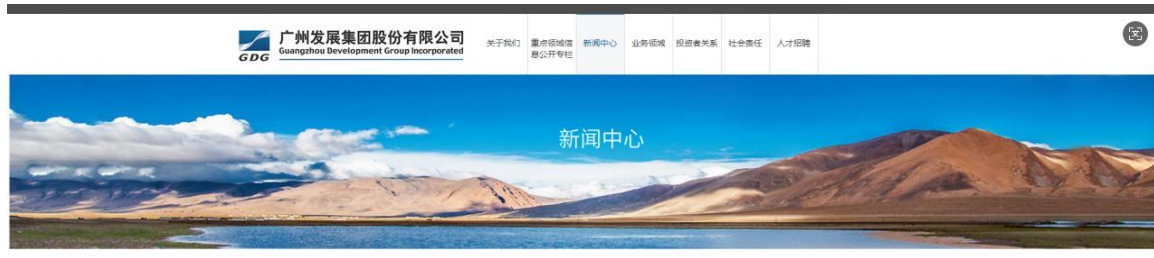 广州发展集团股份有限公司
Guangzhou Development Group Incorporated
GDG
关于我们
重点领域信
息公开专栏
新闻中心
业务领域
投资者关系
社会责任
人才招聘
新闻中心